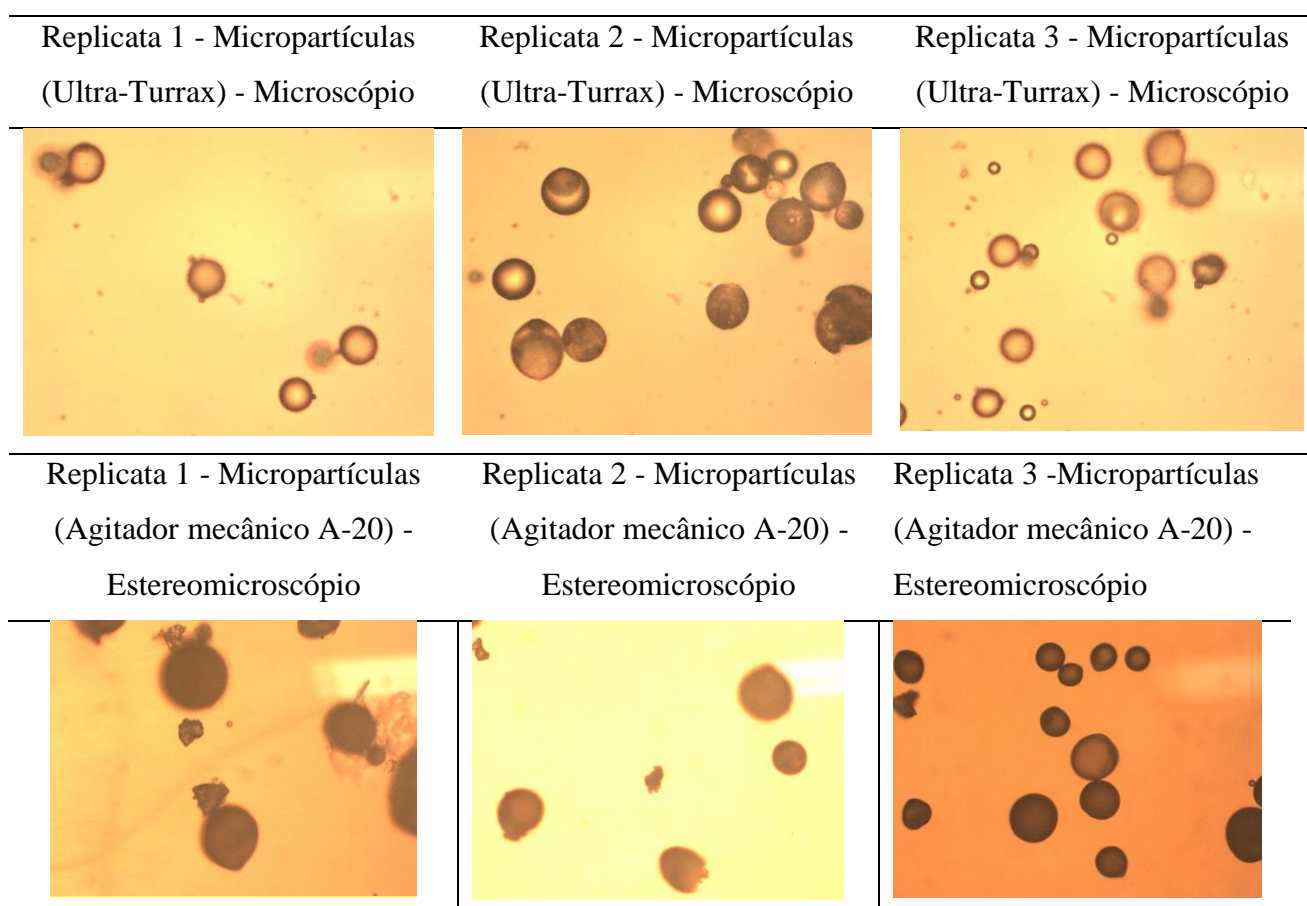 Replicata 1 - Micropartículas
(Ultra-Turrax) - Microscópio
Replicata 2 - Micropartículas
(Ultra-Turrax) - Microscópio
Replicata 3 - Micropartículas
(Ultra-Turrax) - Microscópio
Replicata 1 - Micropartículas
(Agitador mecânico A-20) -
Estereomicroscópio
Replicata 2 - Micropartículas
(Agitador mecânico A-20) -
Estereomicroscópio
Replicata 3 -Micropartículas
(Agitador mecânico A-20) -
Estereomicroscópio